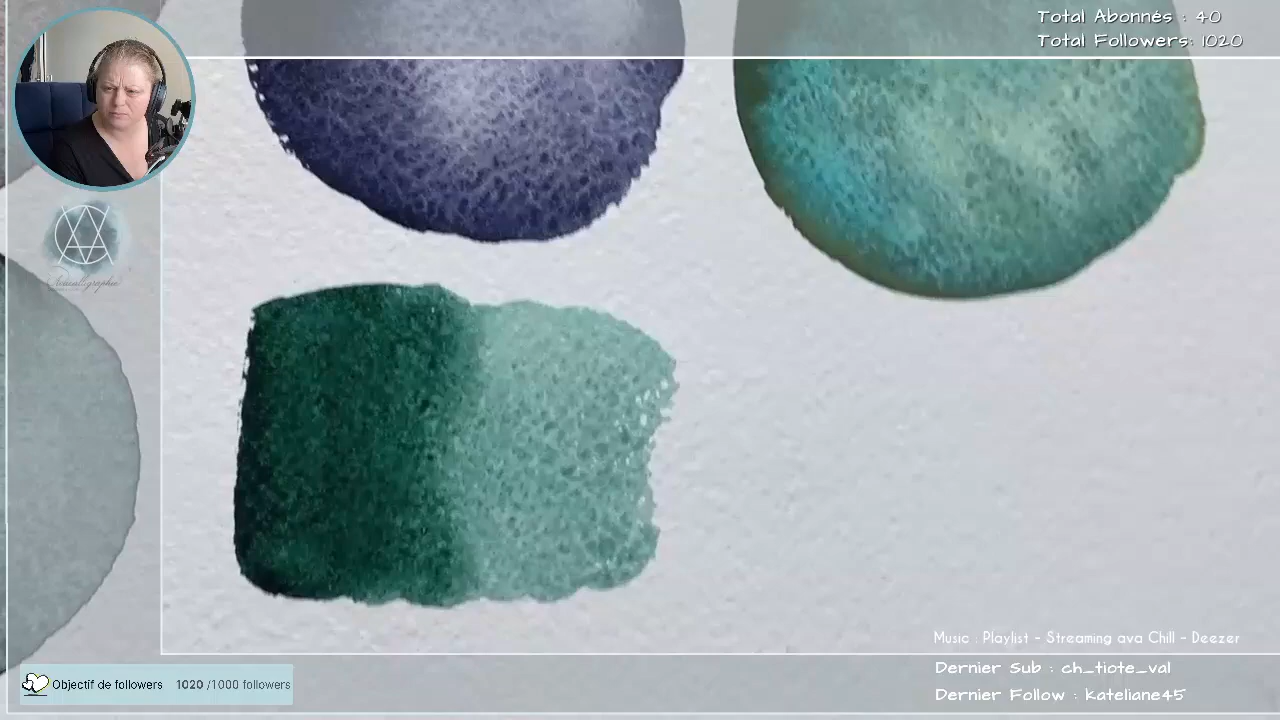 Total Abonnés : 40
Total Followers: 1020
Objectif de followers 1020 /1000 followers
Music : Playlist - Streaming ava Chill - Deezer
Dernier Sub : ch_tiote_val
Dernier Follow : kateliane45